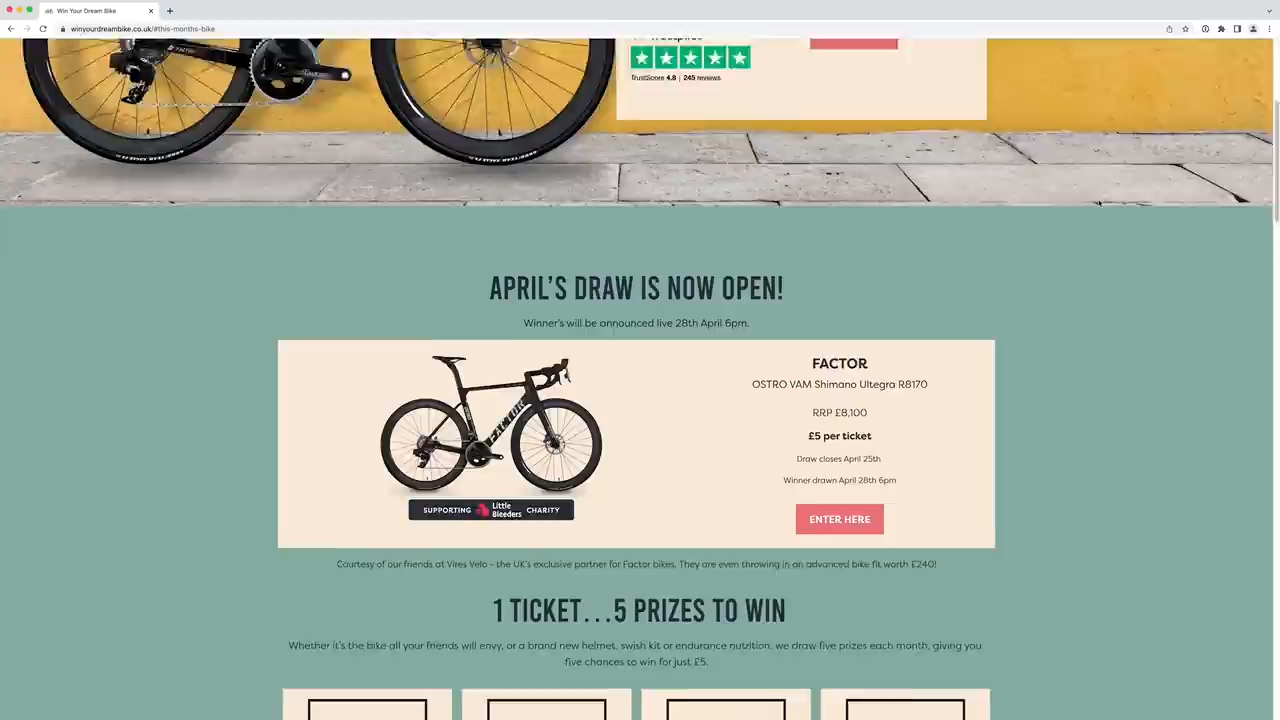 Win Your Dream Bike
winyourdreambike.co.uk/#this-months-bike
FACTOR
TrustScore 4.8 | 245 reviews
APRIL'S DRAW IS NOW OPEN!
Winner's will be announced live 28th April 6pm.
FACTOR
FACTOR
OSTRO VAM Shimano Ultegra R8170
RRP £8,100
£5 per ticket
Draw closes April 25th
Winner drawn April 28th 6pm
SUPPORTING Little Bleeders CHARITY
ENTER HERE
Courtesy of our friends at Vires Velo - the UK's exclusive partner for Factor bikes. They are even throwing in an advanced bike fit worth £240!
1 TICKET...5 PRIZES TO WIN
Whether it's the bike all your friends will envy, or a brand new helmet, swish kit or endurance nutrition, we draw five prizes each month, giving you
five chances to win for just £5.